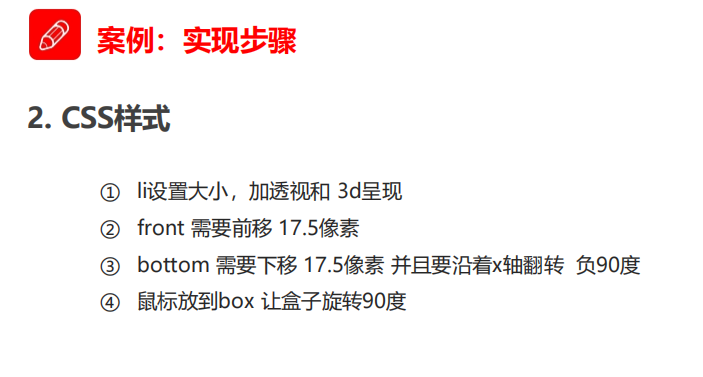 案例：实现步骤
2. CSS样式
① li设置大小，加透视和 3d呈现
② front 需要前移 17.5像素
③ bottom 需要下移 17.5像素 并且要沿着x轴翻转 负90度
④ 鼠标放到box 让盒子旋转90度